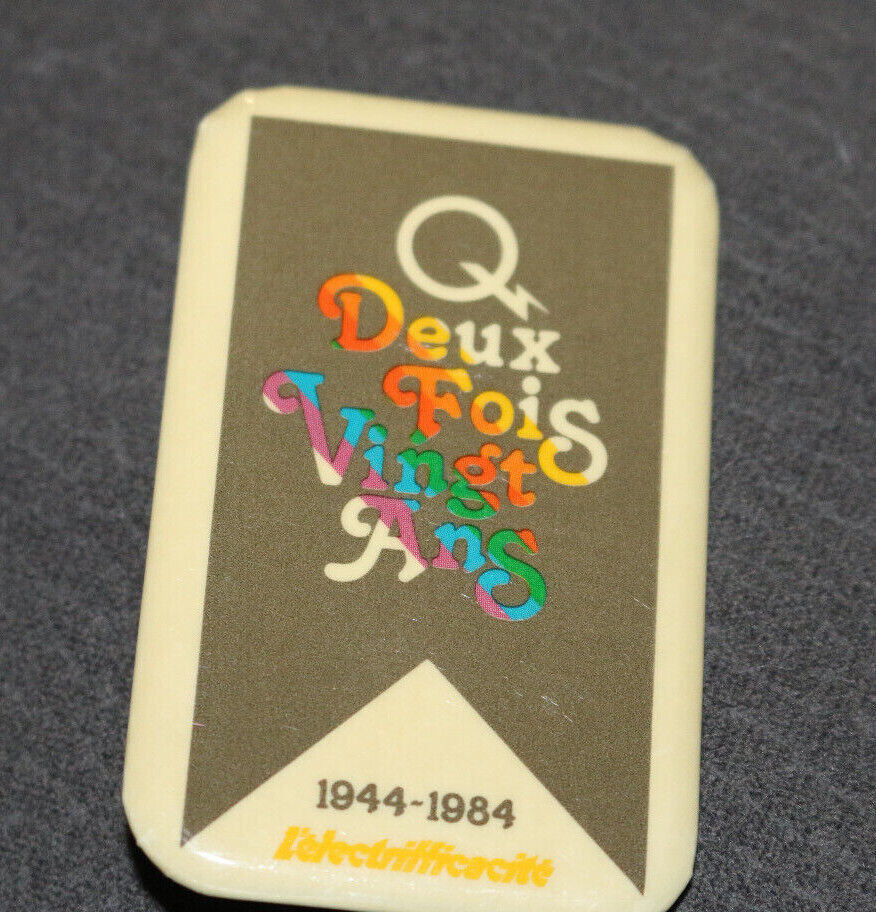 Q
Deux
Fois
Vingt
Ans
1944-1984
L'électrifficacité